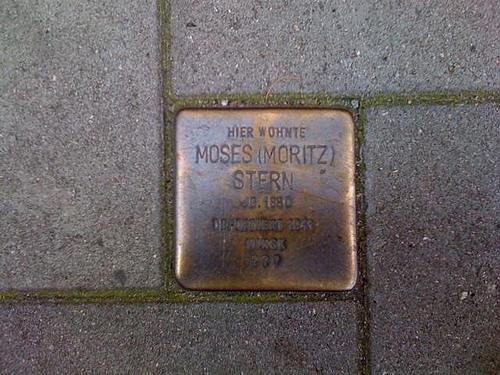 HIER WOHNTE
MOSES (MORITZ)
STERN
JG. 1880
DEPORTIERT
MINSK
???